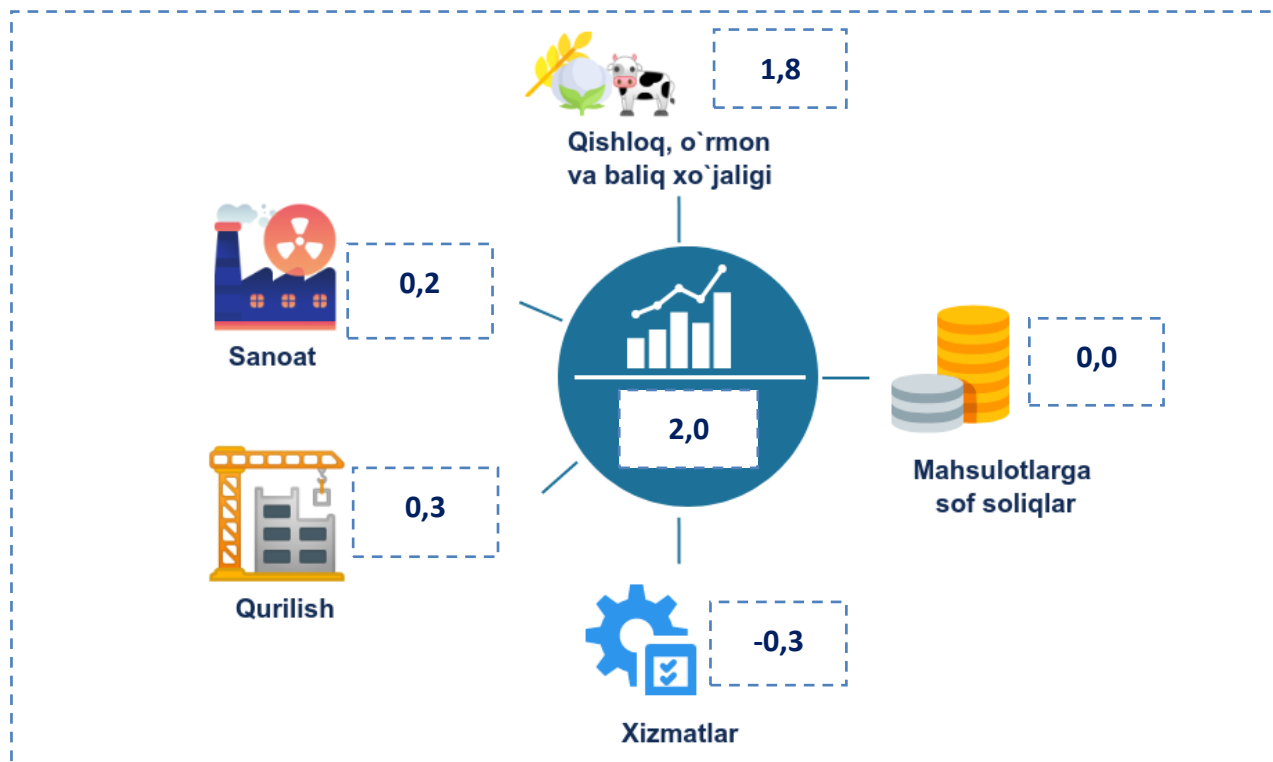 1,8
Qishloq, o`rmon
va baliq xo`jaligi
0,2
Sanoat
0,0
2,0
Mahsulotlarga
sof soliqlar
0,3
Qurilish
-0,3
Xizmatlar